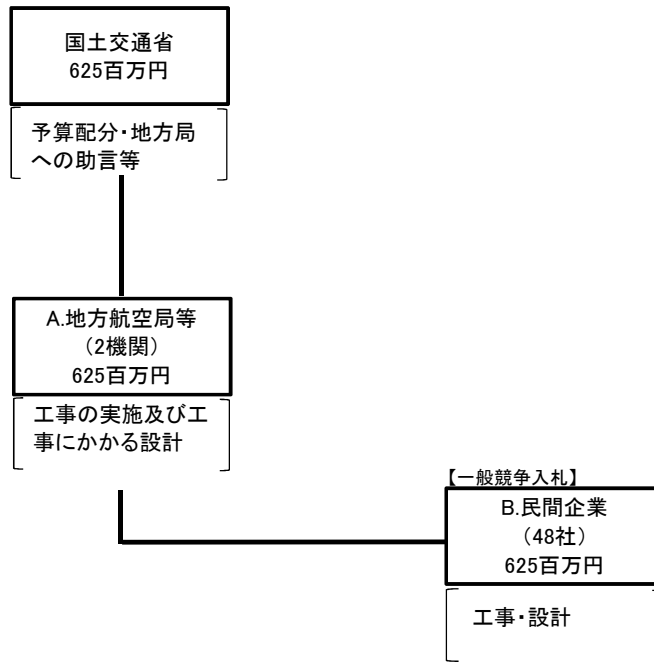 国土交通省
625百万円
予算配分・地方局
への助言等
A.地方航空局等
（2機関）
625百万円
工事の実施及び工
事にかかる設計
【一般競争入札】
B.民間企業
（48社）
625百万円
工事・設計